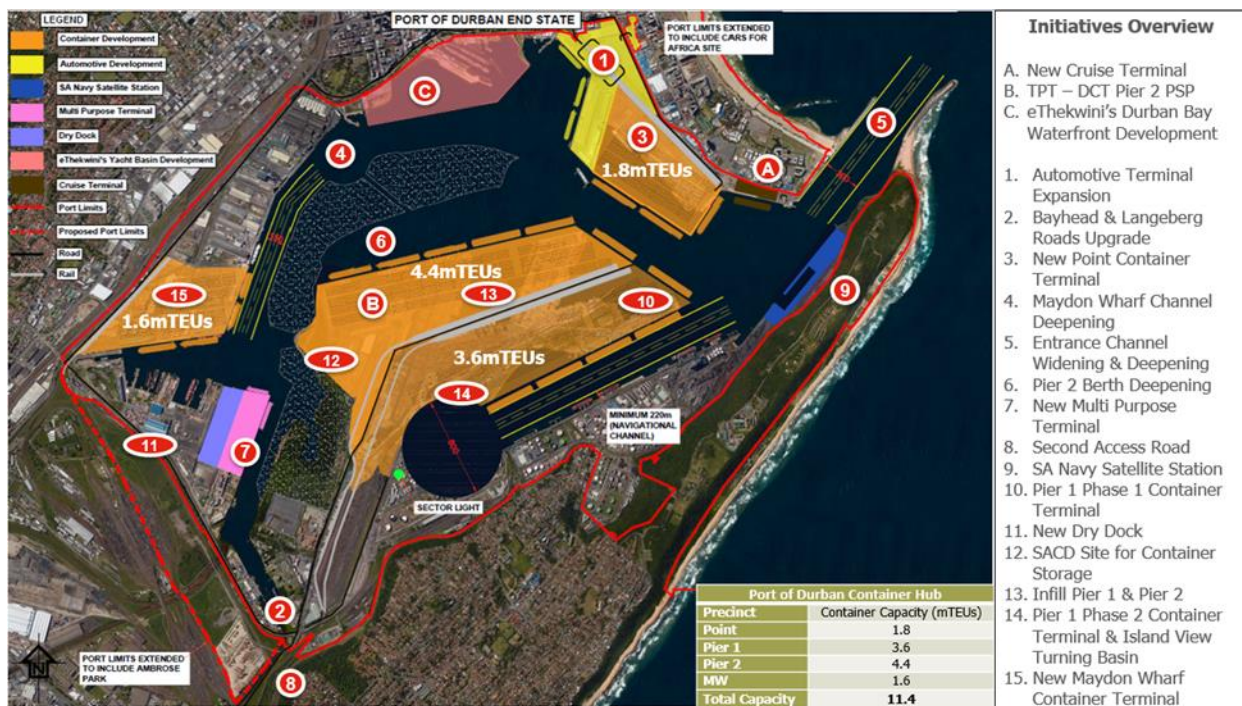 LEGEND
Container Development
Automotive Development
SA Navy Satellite Station
Multi Purpose Terminal
Dry Dock
eThekwini's Yacht Basin Development
Cruise Terminal
Port Limits
Proposed Port Limits
Road
Rail
PORT OF DURBAN END STATE
PORT LIMITS EXTENDED
TO INCLUDE CARS FOR
AFRICA SITE
1
C
3
1.8mTEUs
A
5
4
6
4.4mTEUs
B
13
10
15
1.6mTEUs
12
3.6mTEUs
14
9
11
7
MINIMUM 220m
(NAVIGATIONAL
CHANNEL)
SECTOR LIGHT
2
8
N
PORT LIMITS EXTENDED
TO INCLUDE AMBROSE
PARK
Port of Durban Container Hub
Precinct Container Capacity (mTEUs)
Point 1.8
Pier 1 3.6
Pier 2 4.4
MW 1.6
Total Capacity 11.4
Initiatives Overview
A. New Cruise Terminal
B. TPT – DCT Pier 2 PSP
C. eThekwini's Durban Bay
Waterfront Development
1. Automotive Terminal
Expansion
2. Bayhead & Langeberg
Roads Upgrade
3. New Point Container
Terminal
4. Maydon Wharf Channel
Deepening
5. Entrance Channel
Widening & Deepening
6. Pier 2 Berth Deepening
7. New Multi Purpose
Terminal
8. Second Access Road
9. SA Navy Satellite Station
10. Pier 1 Phase 1 Container
Terminal
11. New Dry Dock
12. SACD Site for Container
Storage
13. Infill Pier 1 & Pier 2
14. Pier 1 Phase 2 Container
Terminal & Island View
Turning Basin
15. New Maydon Wharf
Container Terminal